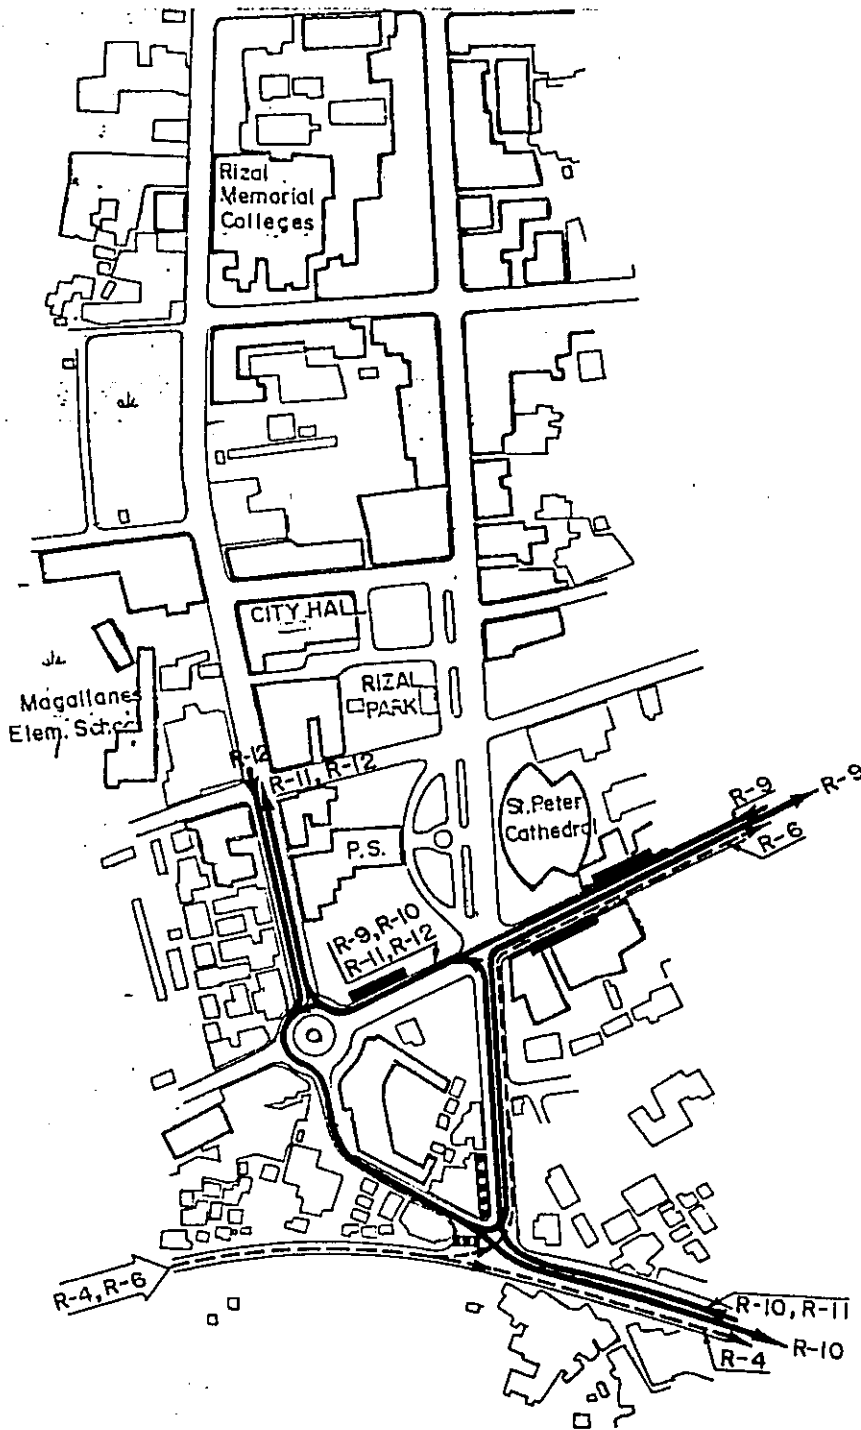 Rizal
Memorial
Colleges
CITY HALL
RIZAL
PARK
Magallanes
Elem. School
R-12
R-11, R-12
St. Peter
Cathedral
R-9
R-9
R-6
P.S.
R-9, R-10
R-11, R-12
R-4, R-6
R-10, R-11
R-10
R-4